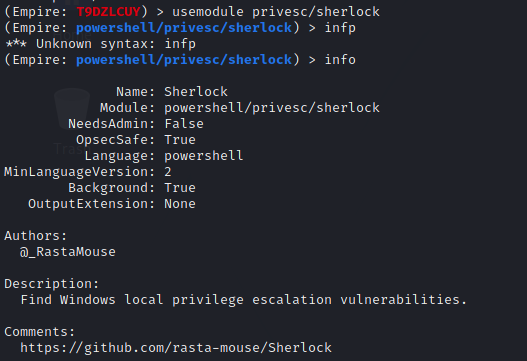 (Empire: T9DZLCUY) > usemodule privesc/sherlock
(Empire: powershell/privesc/sherlock) > infp
*** Unknown syntax: infp
(Empire: powershell/privesc/sherlock) > info
Name: Sherlock
Module: powershell/privesc/sherlock
NeedsAdmin: False
OpsecSafe: True
Language: powershell
MinLanguageVersion: 2
Background: True
OutputExtension: None
Authors:
@_RastaMouse
Description:
Find Windows local privilege escalation vulnerabilities.
Comments:
https://github.com/rasta-mouse/Sherlock